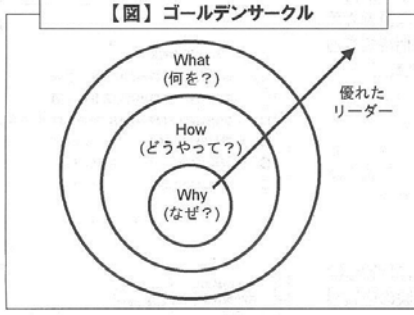 【図】ゴールデンサークル
What
(何を？)
How
(どうやって？)
Why
(なぜ？)
優れた
リーダー